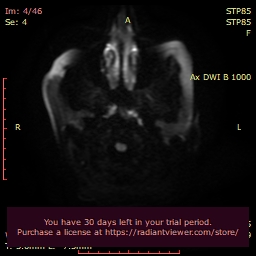 Im: 4/46
Se: 4
A
STP85
STP85
F
Ax DWI B 1000
R
L
You have 30 days left in your trial period.
Purchase a license at https://radiantviewer.com/store/